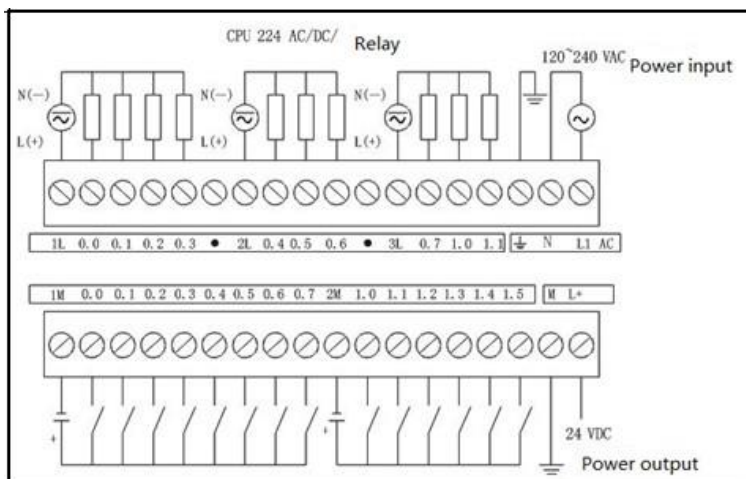 CPU 224 AC/DC/ Relay
120~240 VAC Power input
N(—) N(—) N(—)
L(+) L(+) L(+)
1L 0.0 0.1 0.2 0.3 • 2L 0.4 0.5 0.6 • 3L 0.7 1.0 1.1 N L1 AC
1M 0.0 0.1 0.2 0.3 0.4 0.5 0.6 0.7 2M 1.0 1.1 1.2 1.3 1.4 1.5 M L+
+ +
24 VDC
Power output